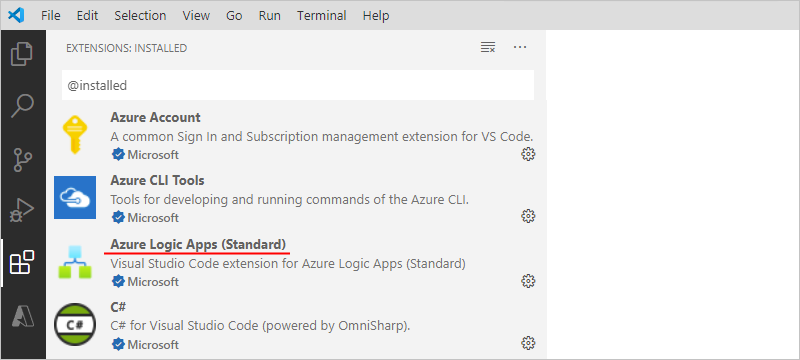 File Edit Selection View Go Run Terminal Help
EXTENSIONS: INSTALLED
@installed
Azure Account
A common Sign In and Subscription management extension for VS Code.
Microsoft
Azure CLI Tools
Tools for developing and running commands of the Azure CLI.
Microsoft
Azure Logic Apps (Standard)
Visual Studio Code extension for Azure Logic Apps (Standard)
Microsoft
C#
C#
C# for Visual Studio Code (powered by OmniSharp).
Microsoft